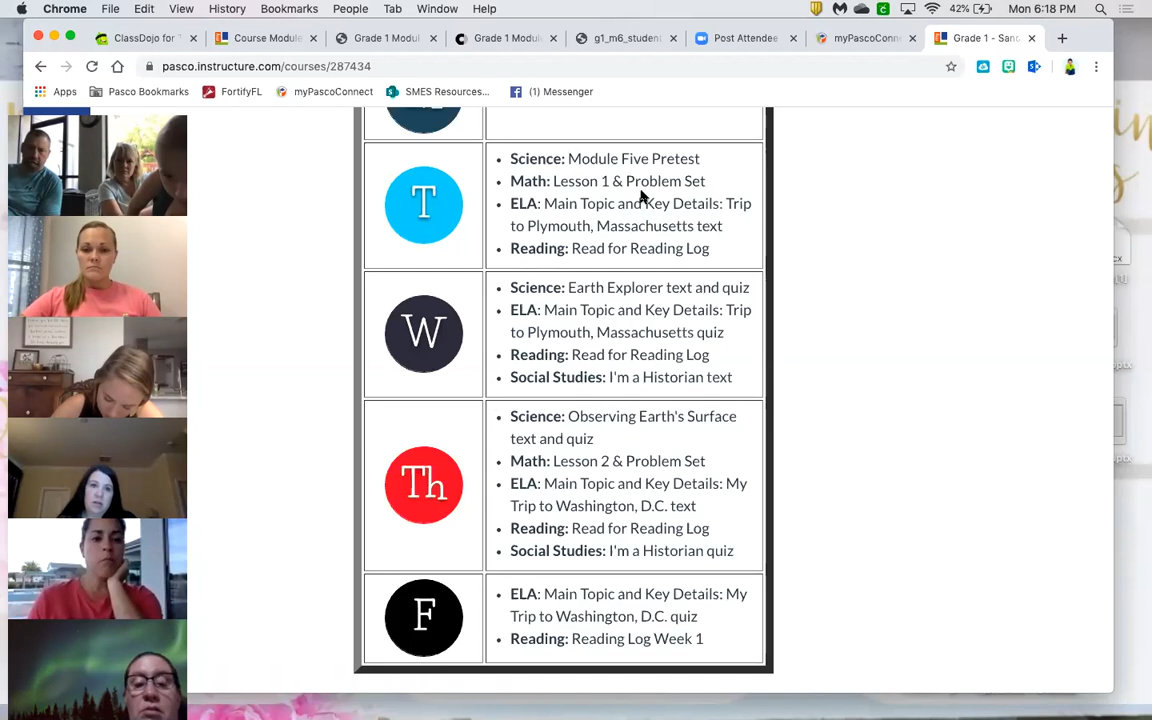 Chrome File Edit View History Bookmarks People Tab Window Help 42% Mon 6:18 PM
ClassDojo for T Course Module Grade 1 Modul Grade 1 Module g1_m6_studen Post Attendee myPascoConnec Grade 1 - Sanc
pasco.instructure.com/courses/287434
Apps Pasco Bookmarks FortifyFL myPascoConnect SMES Resources... (1) Messenger
T
Science: Module Five Pretest
Math: Lesson 1 & Problem Set
ELA: Main Topic and Key Details: Trip
to Plymouth, Massachusetts text
Reading: Read for Reading Log
W
Science: Earth Explorer text and quiz
ELA: Main Topic and Key Details: Trip
to Plymouth, Massachusetts quiz
Reading: Read for Reading Log
Social Studies: I'm a Historian text
Th
Science: Observing Earth's Surface
text and quiz
Math: Lesson 2 & Problem Set
ELA: Main Topic and Key Details: My
Trip to Washington, D.C. text
Reading: Read for Reading Log
Social Studies: I'm a Historian quiz
F
ELA: Main Topic and Key Details: My
Trip to Washington, D.C. quiz
Reading: Reading Log Week 1